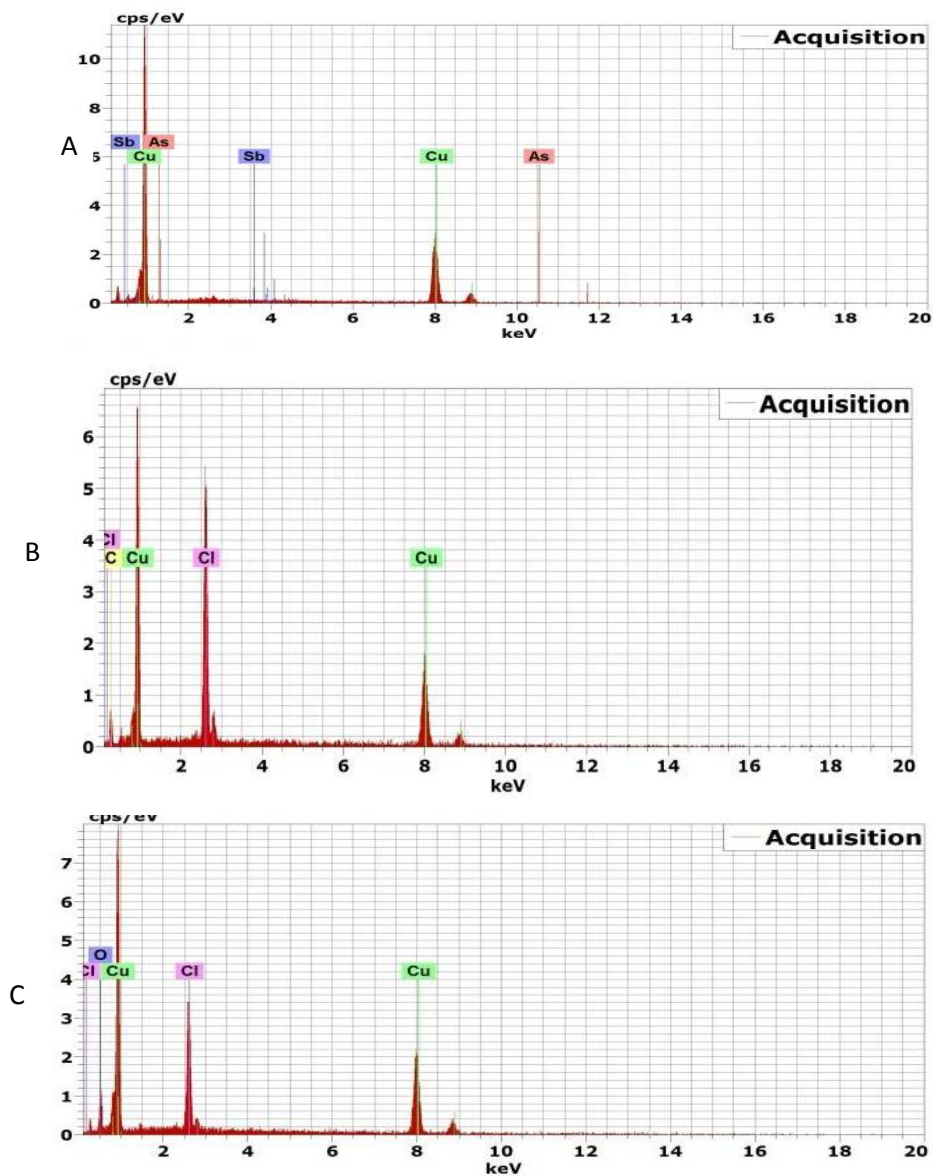 cps/eV
Acquisition
10
8
6
4
2
0
A
Sb As
Cu
Sb
Cu
As
2 4 6 8 10 12 14 16 18 20
keV
cps/eV
Acquisition
6
5
4
3
2
1
0
B
Cl
C Cu
Cl
Cu
2 4 6 8 10 12 14 16 18 20
keV
cps/eV
Acquisition
7
6
5
4
3
2
1
0
C
O
Cl Cu
Cl
Cu
2 4 6 8 10 12 14 16 18 20
keV